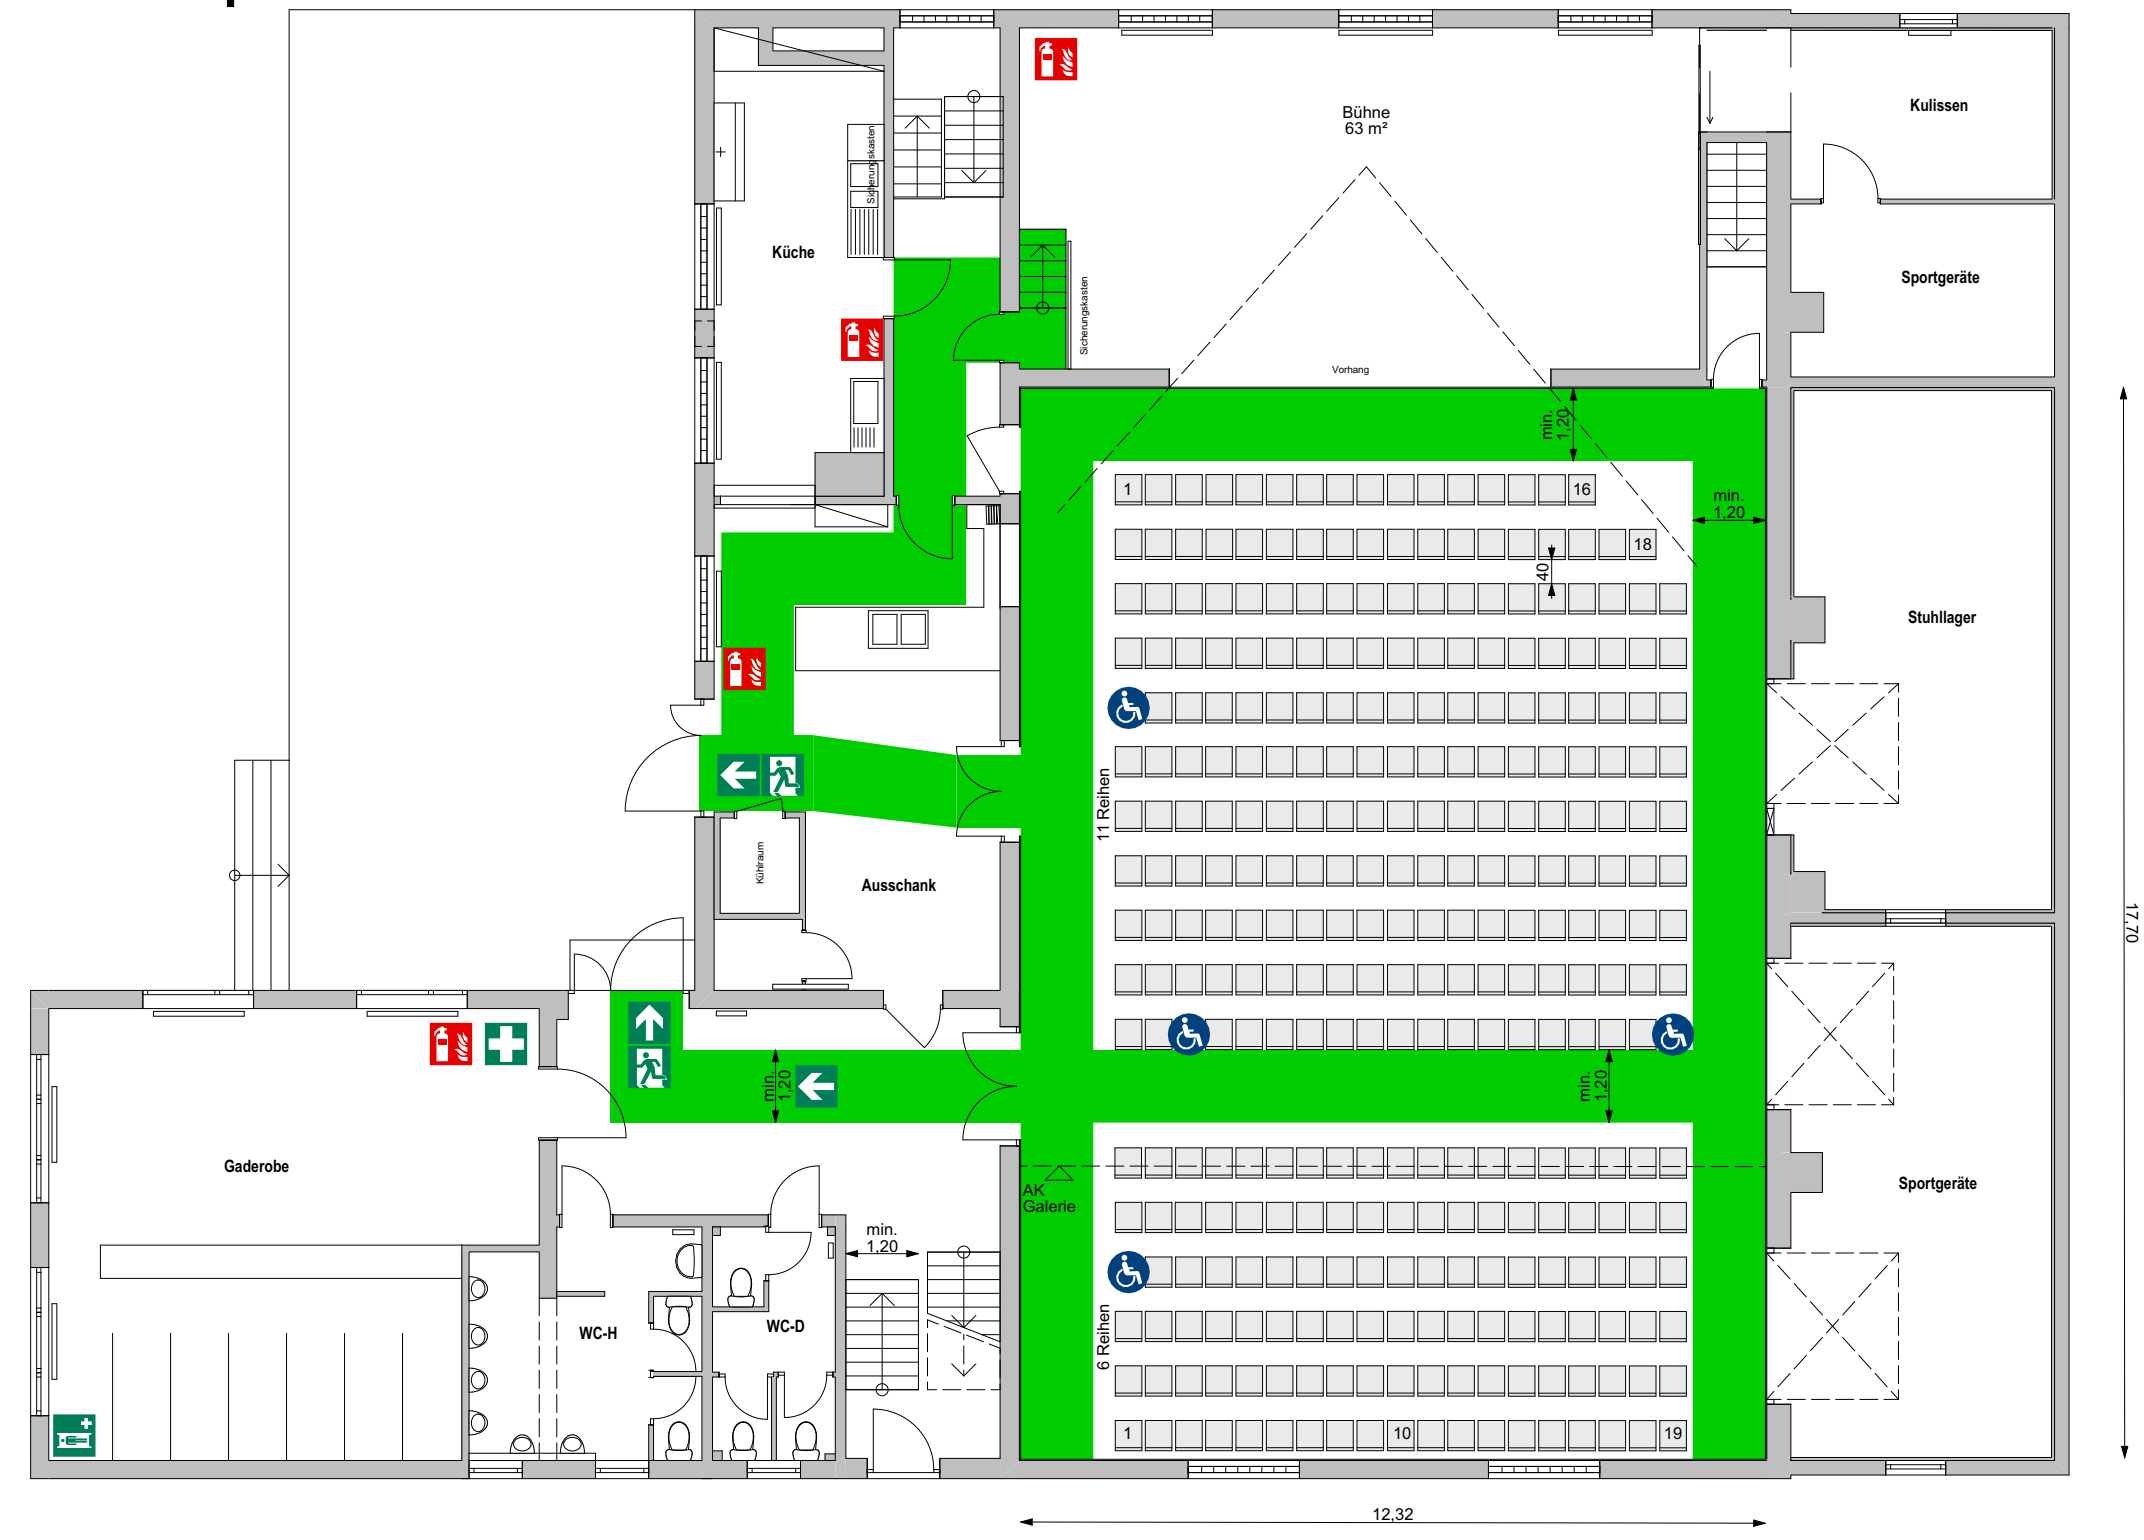 Bühne
63 m²
Kulissen
Sicherungskasten
Küche
Sportgeräte
Sicherungskasten
Vorhang
min.
1,20
1
16
min.
1,20
18
40
Stuhllager
11 Reihen
Kühlraum
Ausschank
17,70
min.
1,20
min.
1,20
Gaderobe
AK
Galerie
Sportgeräte
min.
1,20
WC-H
WC-D
6 Reihen
1
10
19
12,32